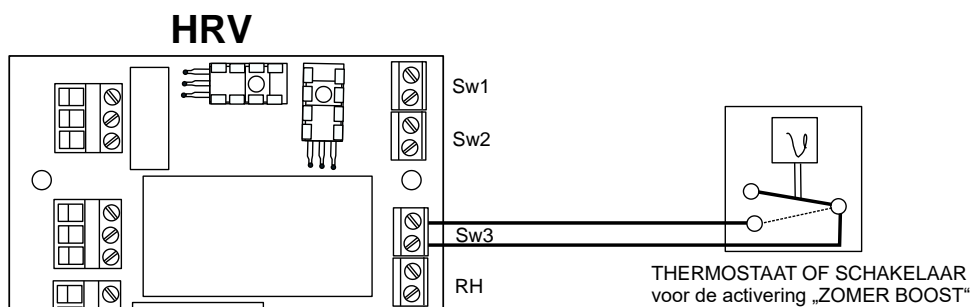 HRV
Sw1
Sw2
Sw3
RH
THERMOSTAAT OF SCHAKELAAR
voor de activering „ZOMER BOOST“